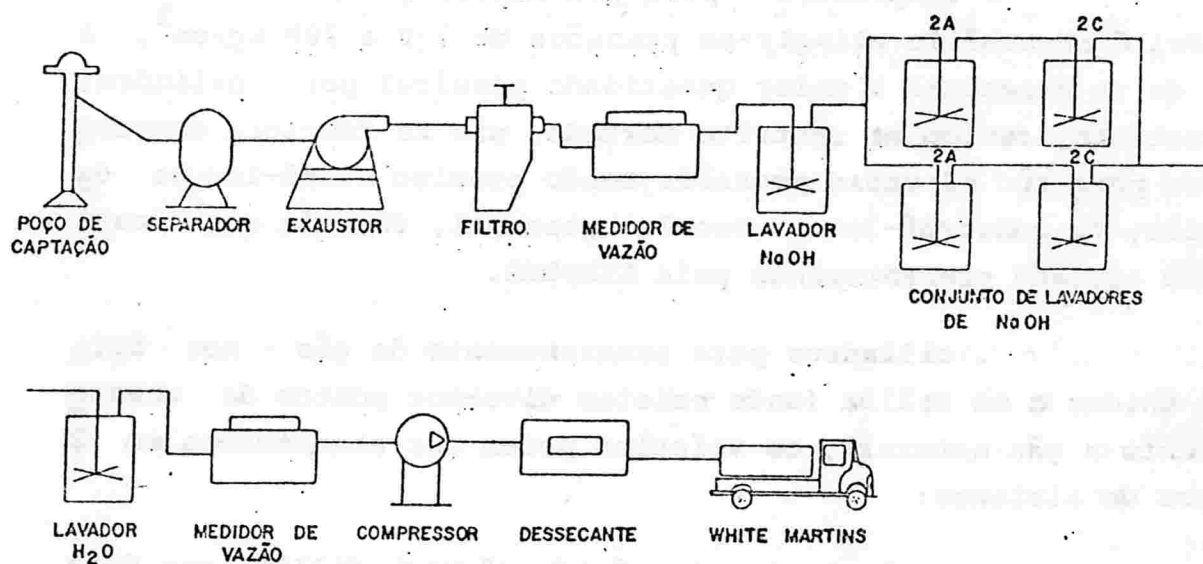 2A 2C
2A 2C
POÇO DE
CAPTAÇÃO
SEPARADOR
EXAUSTOR
FILTRO.
MEDIDOR DE
VAZÃO
LAVADOR
NaOH
CONJUNTO DE LAVADORES
DE NaOH
LAVADOR
H2O
MEDIDOR DE
VAZÃO
COMPRESSOR
DESSECANTE
WHITE MARTINS